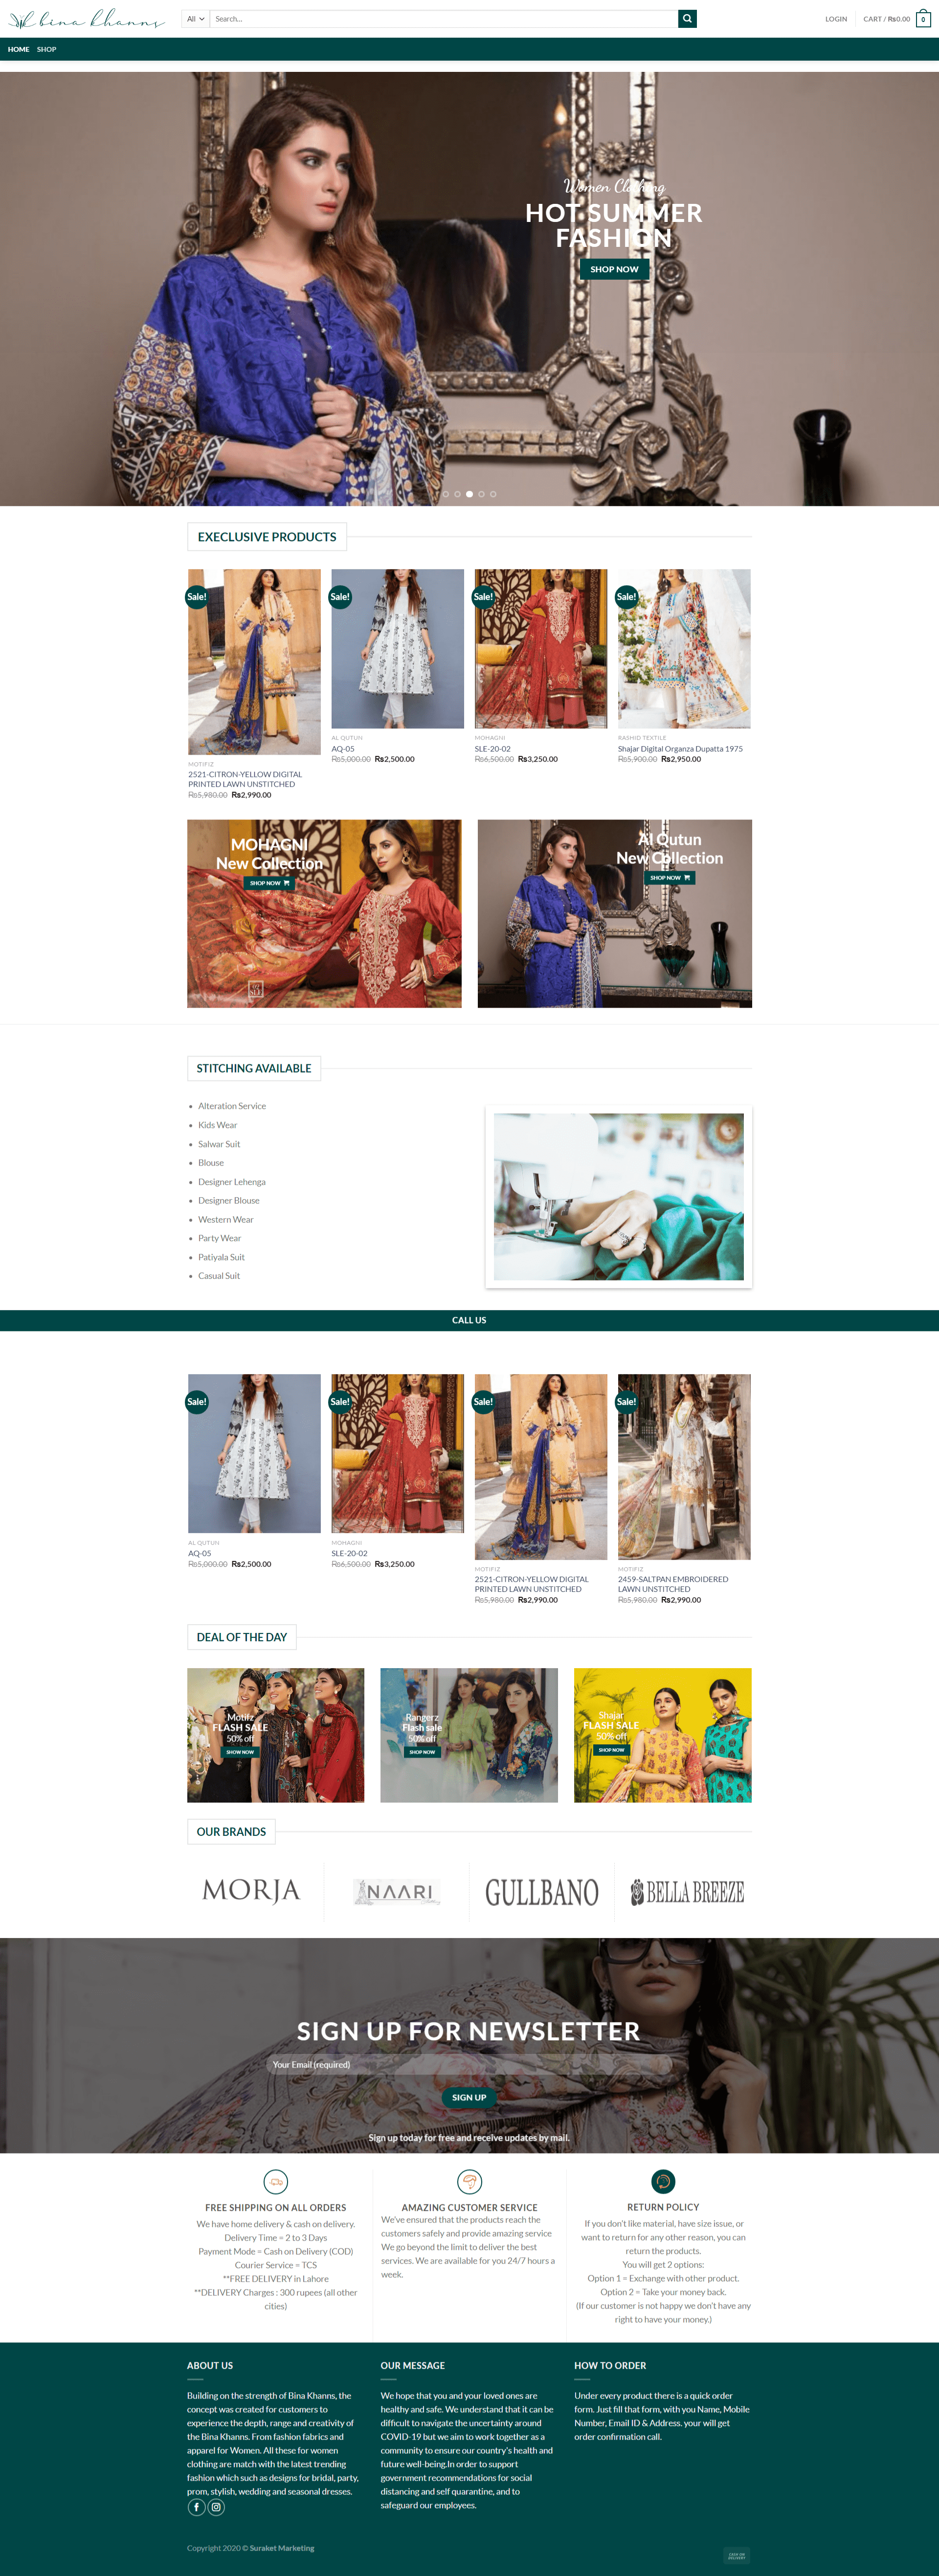 bina khanns
All
Search...
LOGIN
CART / ₨0.00
0
HOME
SHOP
Women Clothing
HOT SUMMER
FASHION
SHOP NOW
EXECLUSIVE PRODUCTS
Sale!
Sale!
Sale!
Sale!
MOTIFIZ
2521-CITRON-YELLOW DIGITAL
PRINTED LAWN UNSTITCHED
₨5,980.00 ₨2,990.00
AL QUTUN
AQ-05
₨5,000.00 ₨2,500.00
MOHAGNI
SLE-20-02
₨6,500.00 ₨3,250.00
RASHID TEXTILE
Shajar Digital Organza Dupatta 1975
₨5,900.00 ₨2,950.00
MOHAGNI
New Collection
SHOP NOW
Al Qutun
New Collection
SHOP NOW
STITCHING AVAILABLE
Alteration Service
Kids Wear
Salwar Suit
Blouse
Designer Lehenga
Designer Blouse
Western Wear
Party Wear
Patiyala Suit
Casual Suit
CALL US
Sale!
Sale!
Sale!
Sale!
AL QUTUN
AQ-05
₨5,000.00 ₨2,500.00
MOHAGNI
SLE-20-02
₨6,500.00 ₨3,250.00
MOTIFIZ
2521-CITRON-YELLOW DIGITAL
PRINTED LAWN UNSTITCHED
₨5,980.00 ₨2,990.00
MOTIFIZ
2459-SALTPAN EMBROIDERED
LAWN UNSTITCHED
₨5,980.00 ₨2,990.00
DEAL OF THE DAY
Motifz
FLASH SALE
50% off
SHOW NOW
Rangerz
Flash sale
50% off
SHOP NOW
Shajar
FLASH SALE
50% off
SHOP NOW
OUR BRANDS
MORJA
NAARI
GULLBANO
BELLA BREEZE
SIGN UP FOR NEWSLETTER
Your Email (required)
SIGN UP
Sign up today for free and receive updates by mail.
FREE SHIPPING ON ALL ORDERS
We have home delivery & cash on delivery.
Delivery Time = 2 to 3 Days
Payment Mode = Cash on Delivery (COD)
Courier Service = TCS
**FREE DELIVERY in Lahore
**DELIVERY Charges : 300 rupees (all other
cities)
AMAZING CUSTOMER SERVICE
We've ensured that the products reach the
customers safely and provide amazing service
We go beyond the limit to deliver the best
services. We are available for you 24/7 hours a
week.
RETURN POLICY
If you don't like material, have size issue, or
want to return for any other reason, you can
return the products.
You will get 2 options:
Option 1 = Exchange with other product.
Option 2 = Take your money back.
(If our customer is not happy we don't have any
right to have your money.)
ABOUT US
Building on the strength of Bina Khanns, the
concept was created for customers to
experience the depth, range and creativity of
the Bina Khanns. From fashion fabrics and
apparel for Women. All these for women
clothing are match with the latest trending
fashion which such as designs for bridal, party,
prom, stylish, wedding and seasonal dresses.
OUR MESSAGE
We hope that you and your loved ones are
healthy and safe. We understand that it can be
difficult to navigate the uncertainty around
COVID-19 but we aim to work together as a
community to ensure our country's health and
future well-being.In order to support
government recommendations for social
distancing and self quarantine, and to
safeguard our employees.
HOW TO ORDER
Under every product there is a quick order
form. Just fill that form, with you Name, Mobile
Number, Email ID & Address. your will get
order confirmation call.
Copyright 2020 © Suraket Marketing
CASH ON
DELIVERY